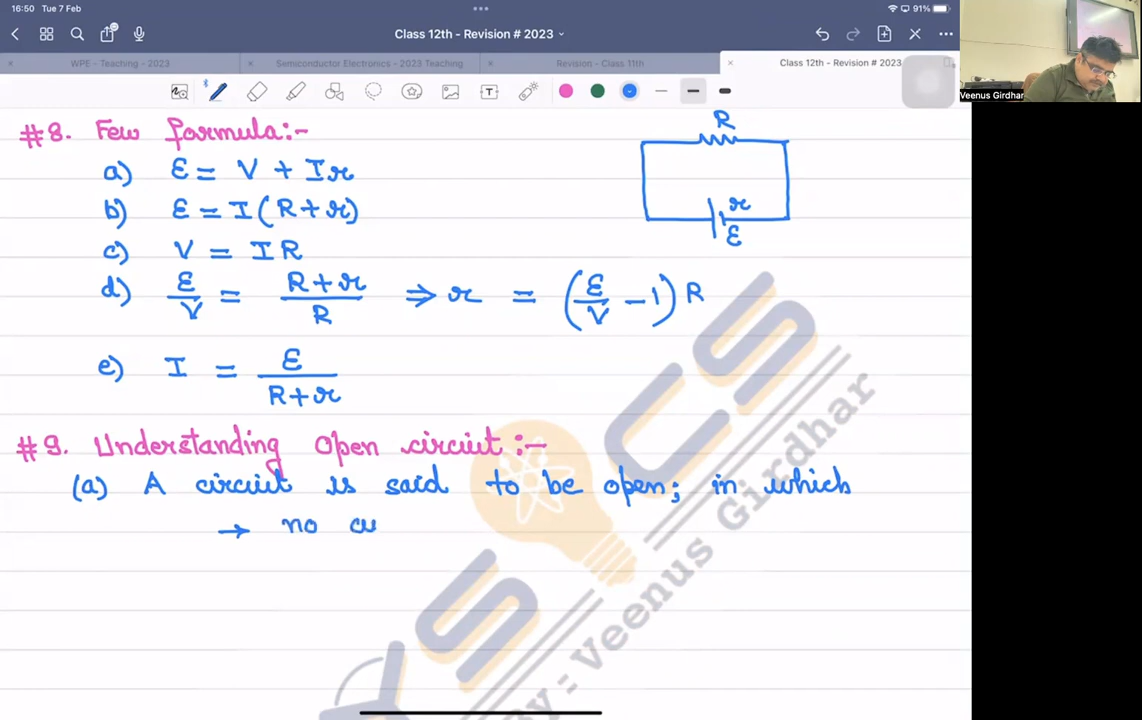 16:50 Tue 7 Feb
91%
Class 12th - Revision # 2023
WPE - Teaching - 2023
Semiconductor Electronics - 2023 Teaching
Revision - Class 11th
Class 12th - Revision # 2023
Veenus Girdhar
#8. Few formula:-
R
a) ε = V + Ir
b) ε = I(R+r)
r
ε
c) V = IR
d) ε/V = R+r/R ⇒ r = (ε/V - 1) R
e) I = ε/R+r
#9. Understanding Open circuit:-
(a) A circuit is said to be open; in which
→ no cu
By: Veenus Girdhar